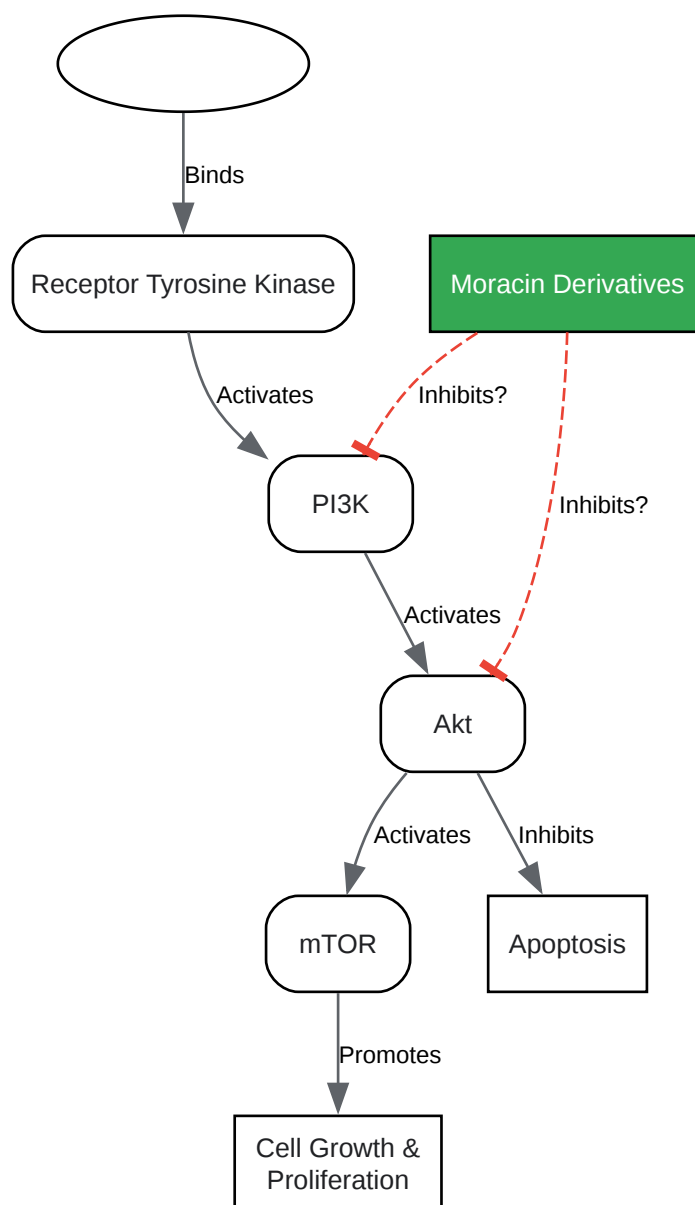 Binds
Receptor Tyrosine Kinase
Moracin Derivatives
Activates
Inhibits?
PI3K
Inhibits?
Activates
Akt
Activates
Inhibits
mTOR
Apoptosis
Promotes
Cell Growth &
Proliferation